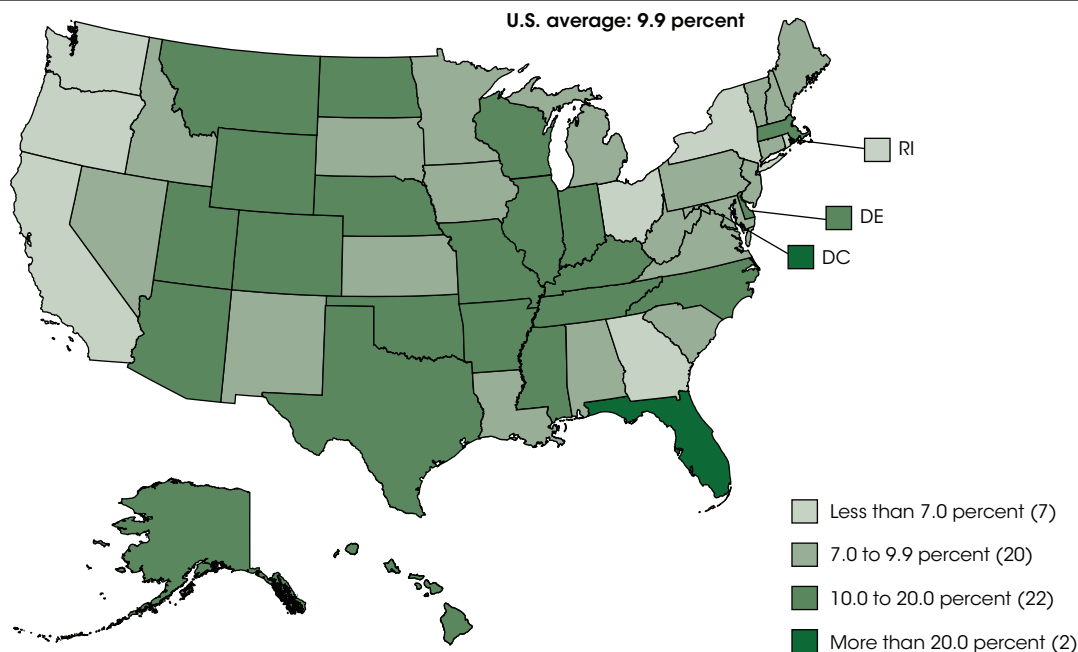 U.S. average: 9.9 percent
RI
DE
DC
Less than 7.0 percent (7)
7.0 to 9.9 percent (20)
10.0 to 20.0 percent (22)
More than 20.0 percent (2)